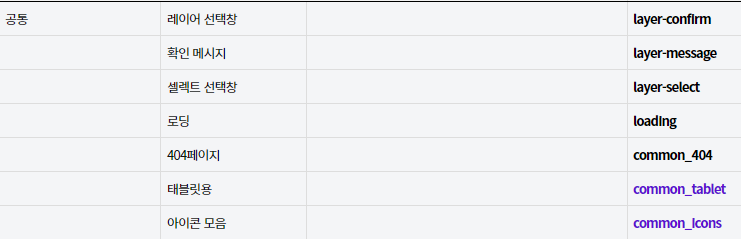 공통 레이어 선택창 layer-confirm
확인 메시지 layer-message
셀렉트 선택창 layer-select
로딩 loading
404페이지 common_404
태블릿용 common_tablet
아이콘 모음 common_icons